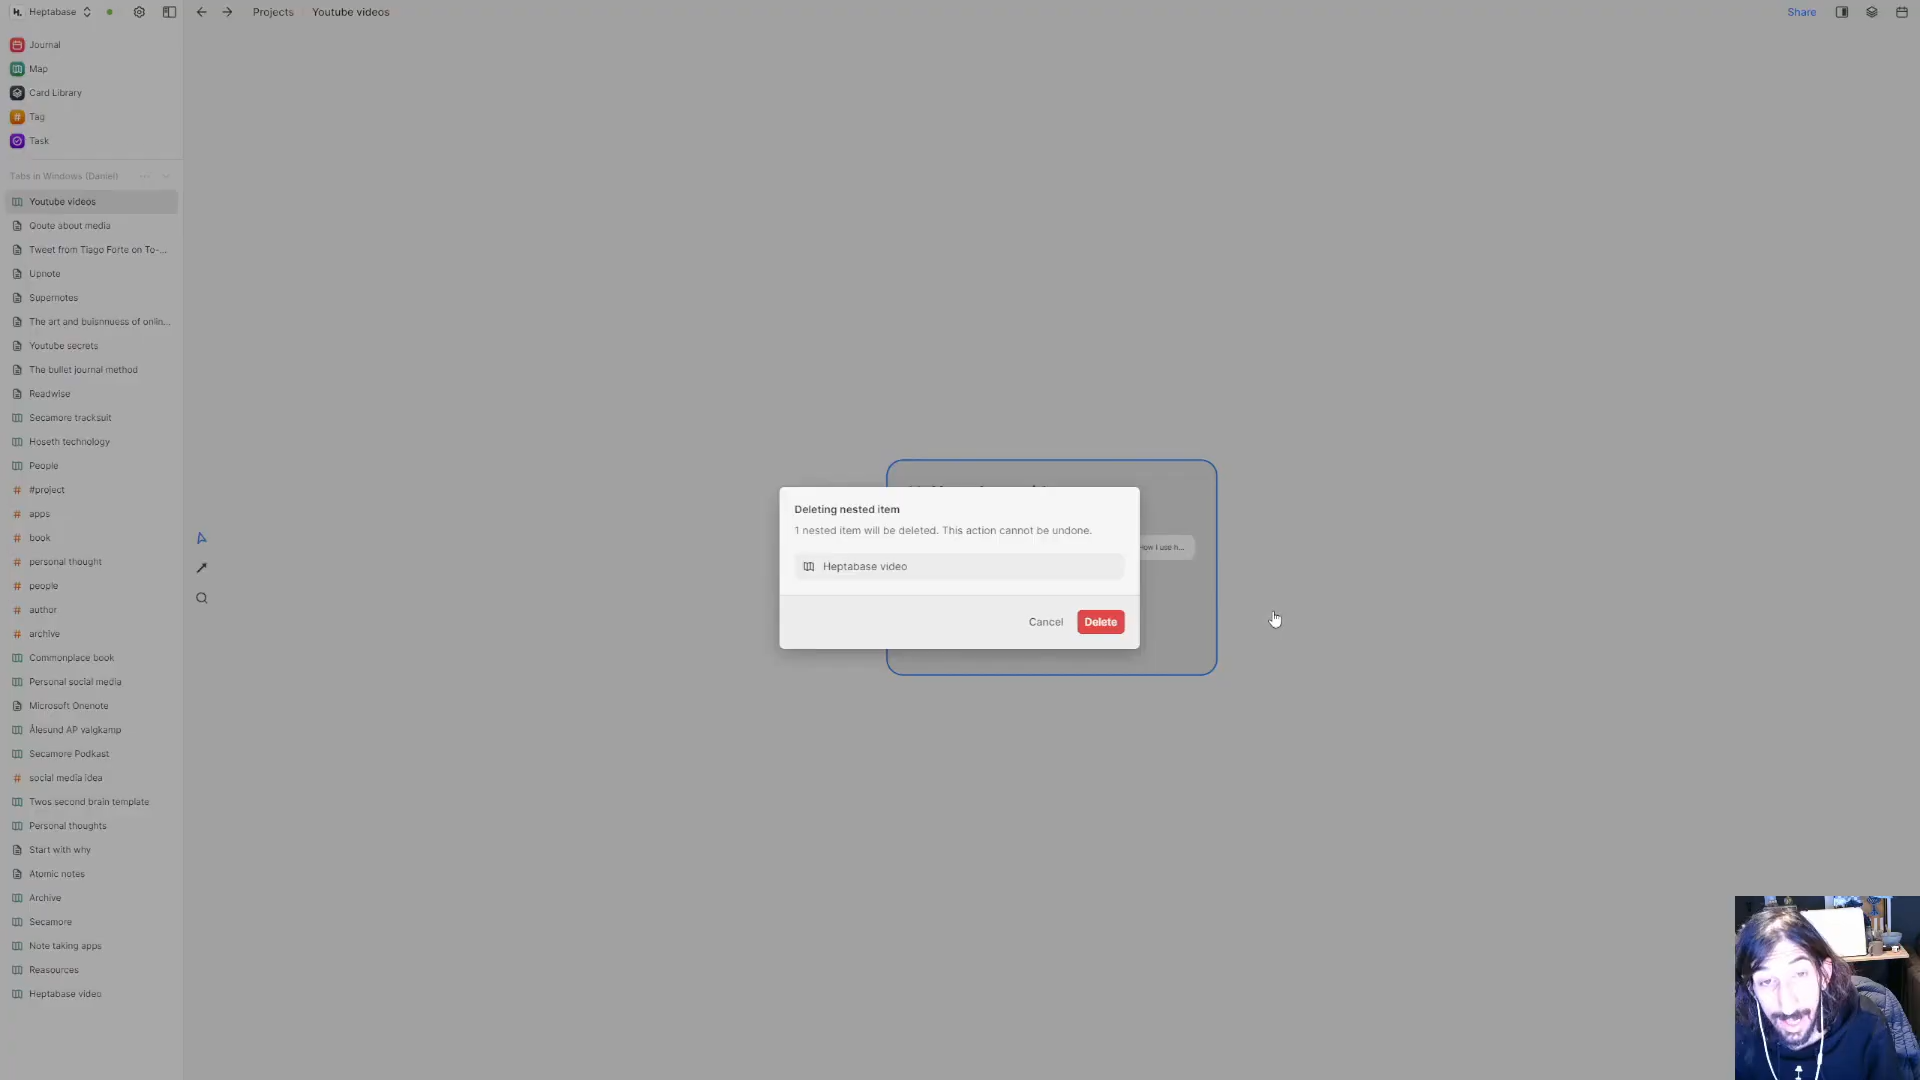 Heptabase
Projects
Youtube videos
Share
Journal
Map
Card Library
Tag
Task
Tabs in Windows (Daniel)
Youtube videos
Qoute about media
Tweet from Tiago Forte on To-...
Upnote
Supernotes
The art and buisnnuess of onlin...
Youtube secrets
The bullet journal method
Readwise
Secamore tracksuit
Hoseth technology
People
#project
apps
book
personal thought
people
author
archive
Commonplace book
Personal social media
Microsoft Onenote
Ålesund AP valgkamp
Secamore Podkast
social media idea
Twos second brain template
Personal thoughts
Start with why
Atomic notes
Archive
Secamore
Note taking apps
Reasources
Heptabase video
Deleting nested item
1 nested item will be deleted. This action cannot be undone.
Heptabase video
Cancel
Delete
How I use h...